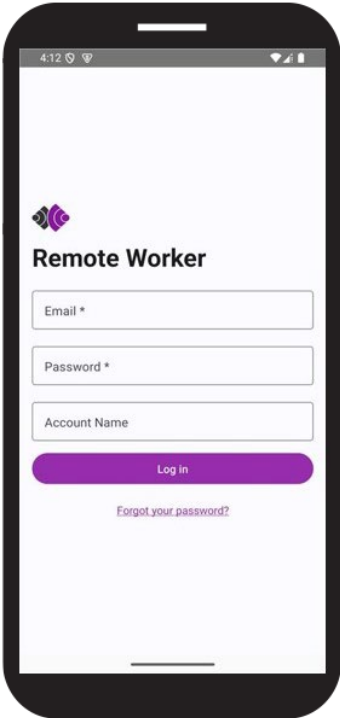 4:12
Remote Worker
Email *
Password *
Account Name
Log in
Forgot your password?